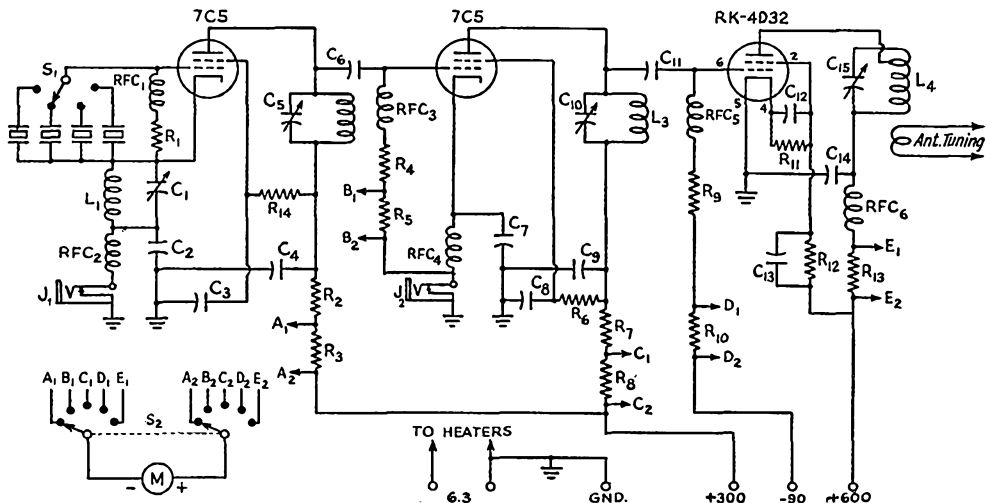 7C5
7C5
RK-4D32
S1
RFC1
R1
C5
C6
RFC3
R4
B1
R5
B2
C10
L3
C11
RFC5
6
2
5
4
C12
R11
C15
L4
Ant. Tuning
C14
L1
C1
R14
RFC2
C2
C4
C3
J1
R2
A1
R3
A2
RFC4
C7
C9
J2
C8
R6
R7
C1
R8
C2
R9
D1
R10
D2
C13
R12
RFC6
E1
R13
E2
A1 B1 C1 D1 E1
A2 B2 C2 D2 E2
S2
- M +
TO HEATERS
6.3
GND.
+300
-90
+600